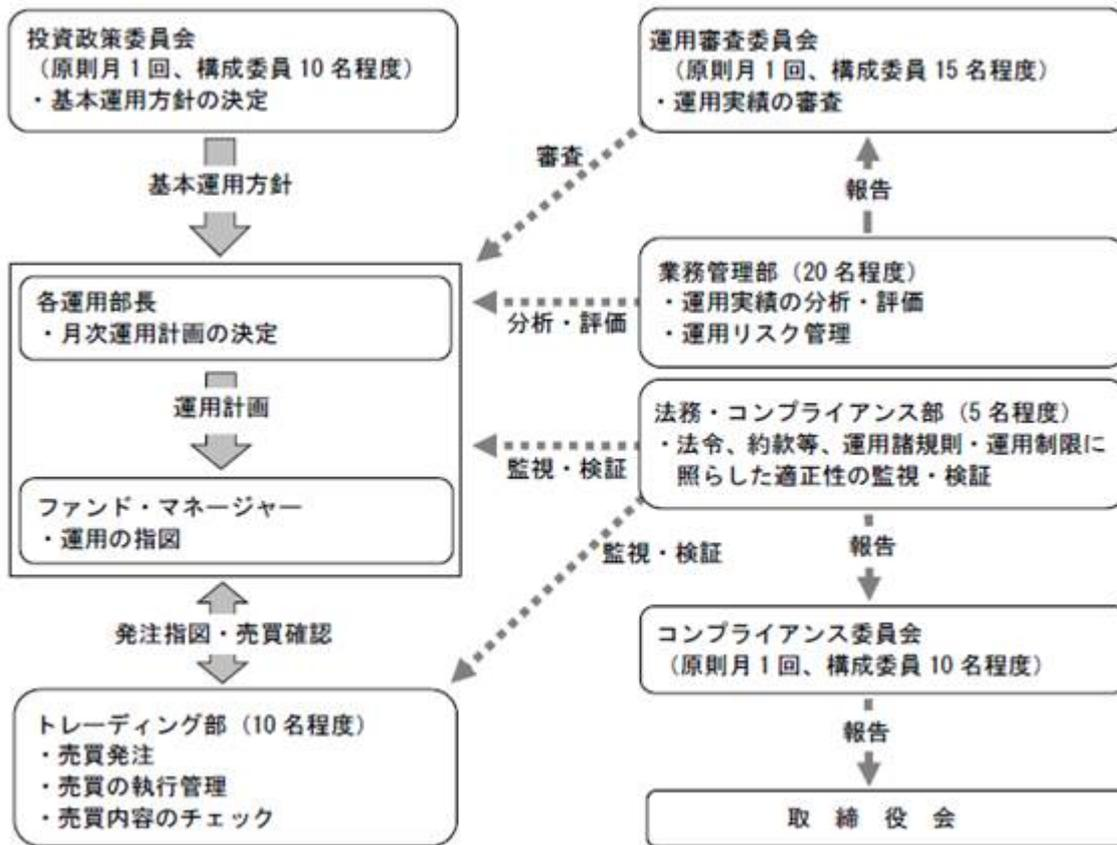 投資政策委員会
（原則月1回、構成委員10名程度）
・基本運用方針の決定
基本運用方針
各運用部長
・月次運用計画の決定
運用計画
ファンド・マネージャー
・運用の指図
発注指図・売買確認
トレーディング部（10名程度）
・売買発注
・売買の執行管理
・売買内容のチェック
運用審査委員会
（原則月1回、構成委員15名程度）
・運用実績の審査
審査
報告
業務管理部（20名程度）
・運用実績の分析・評価
・運用リスク管理
分析・評価
法務・コンプライアンス部（5名程度）
・法令、約款等、運用諸規則・運用制限に
照らした適正性の監視・検証
監視・検証
監視・検証
報告
コンプライアンス委員会
（原則月1回、構成委員10名程度）
報告
取締役会